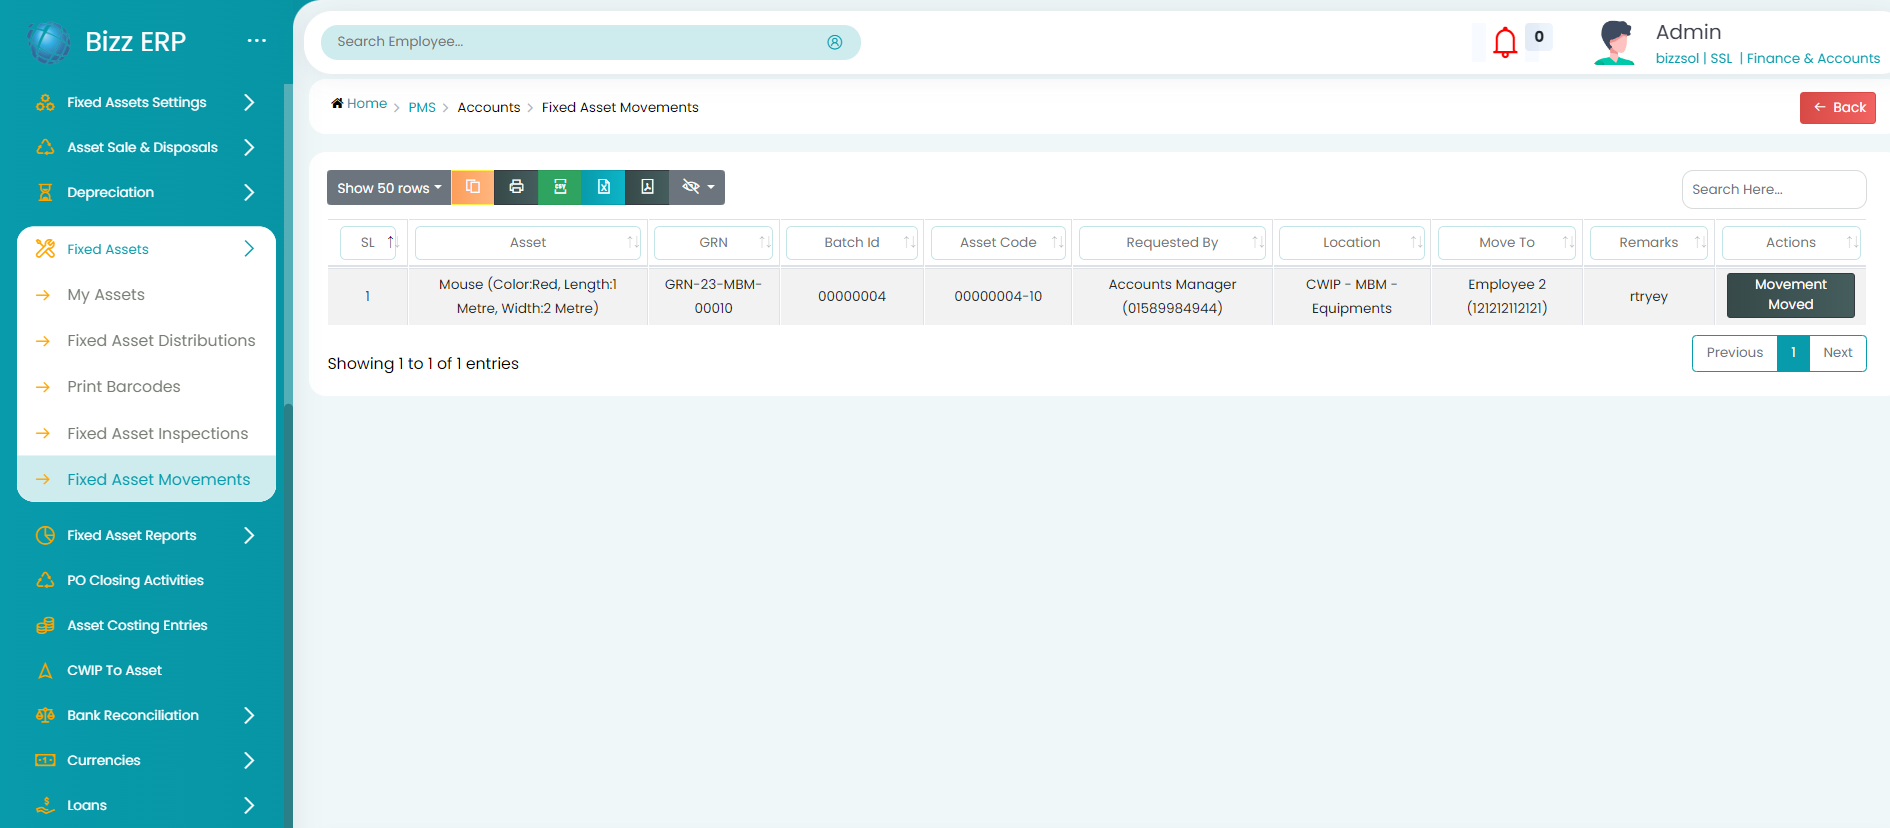 Bizz ERP
Fixed Assets Settings
Asset Sale & Disposals
Depreciation
Fixed Assets
My Assets
Fixed Asset Distributions
Print Barcodes
Fixed Asset Inspections
Fixed Asset Movements
Fixed Asset Reports
PO Closing Activities
Asset Costing Entries
CWIP To Asset
Bank Reconciliation
Currencies
Loans
Search Employee...
0
Admin
bizzsol | SSL | Finance & Accounts
Home > PMS > Accounts > Fixed Asset Movements
← Back
Show 50 rows
CSV
Search Here...
SL Asset GRN Batch Id Asset Code Requested By Location Move To Remarks Actions
1
Mouse (Color:Red, Length:1
Metre, Width:2 Metre)
GRN-23-MBM-
00010
00000004
00000004-10
Accounts Manager
(01589984944)
CWIP - MBM -
Equipments
Employee 2
(121212112121)
rtryey
Movement
Moved
Showing 1 to 1 of 1 entries
Previous 1 Next